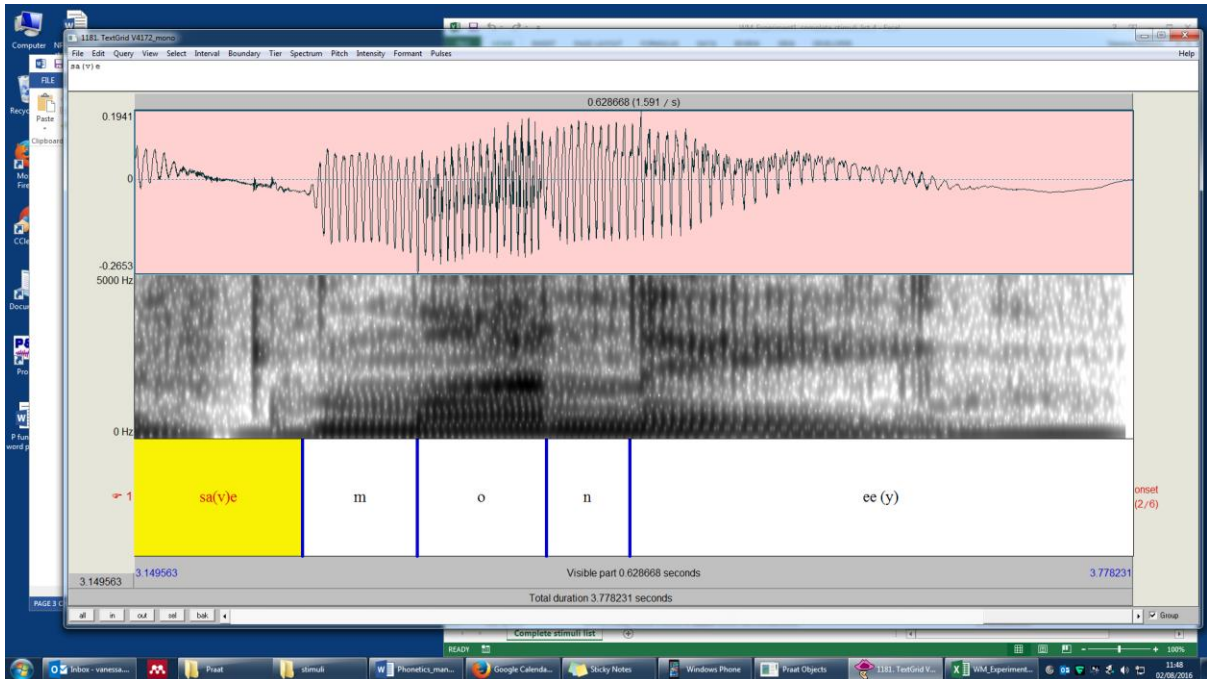 Computer
1181. TextGrid V4172_mono
File Edit Query View Select Interval Boundary Tier Spectrum Pitch Intensity Formant Pulses Help
sa(v)e
FILE
Paste
Clipboard
0.628668 (1.591 / s)
0.1941
0
-0.2653
5000 Hz
0 Hz
1 sa(v)e m o n ee (y)
onset
(2/6)
3.149563 3.149563 Visible part 0.628668 seconds 3.778231
Total duration 3.778231 seconds
all in out sel bak Group
Complete stimuli list
READY 100%
Inbox - vanessa.... Praat stimuli Phonetics_man... Google Calenda... Sticky Notes Windows Phone Praat Objects 1181. TextGrid V... WM_Experiment... 11:48
02/08/2016